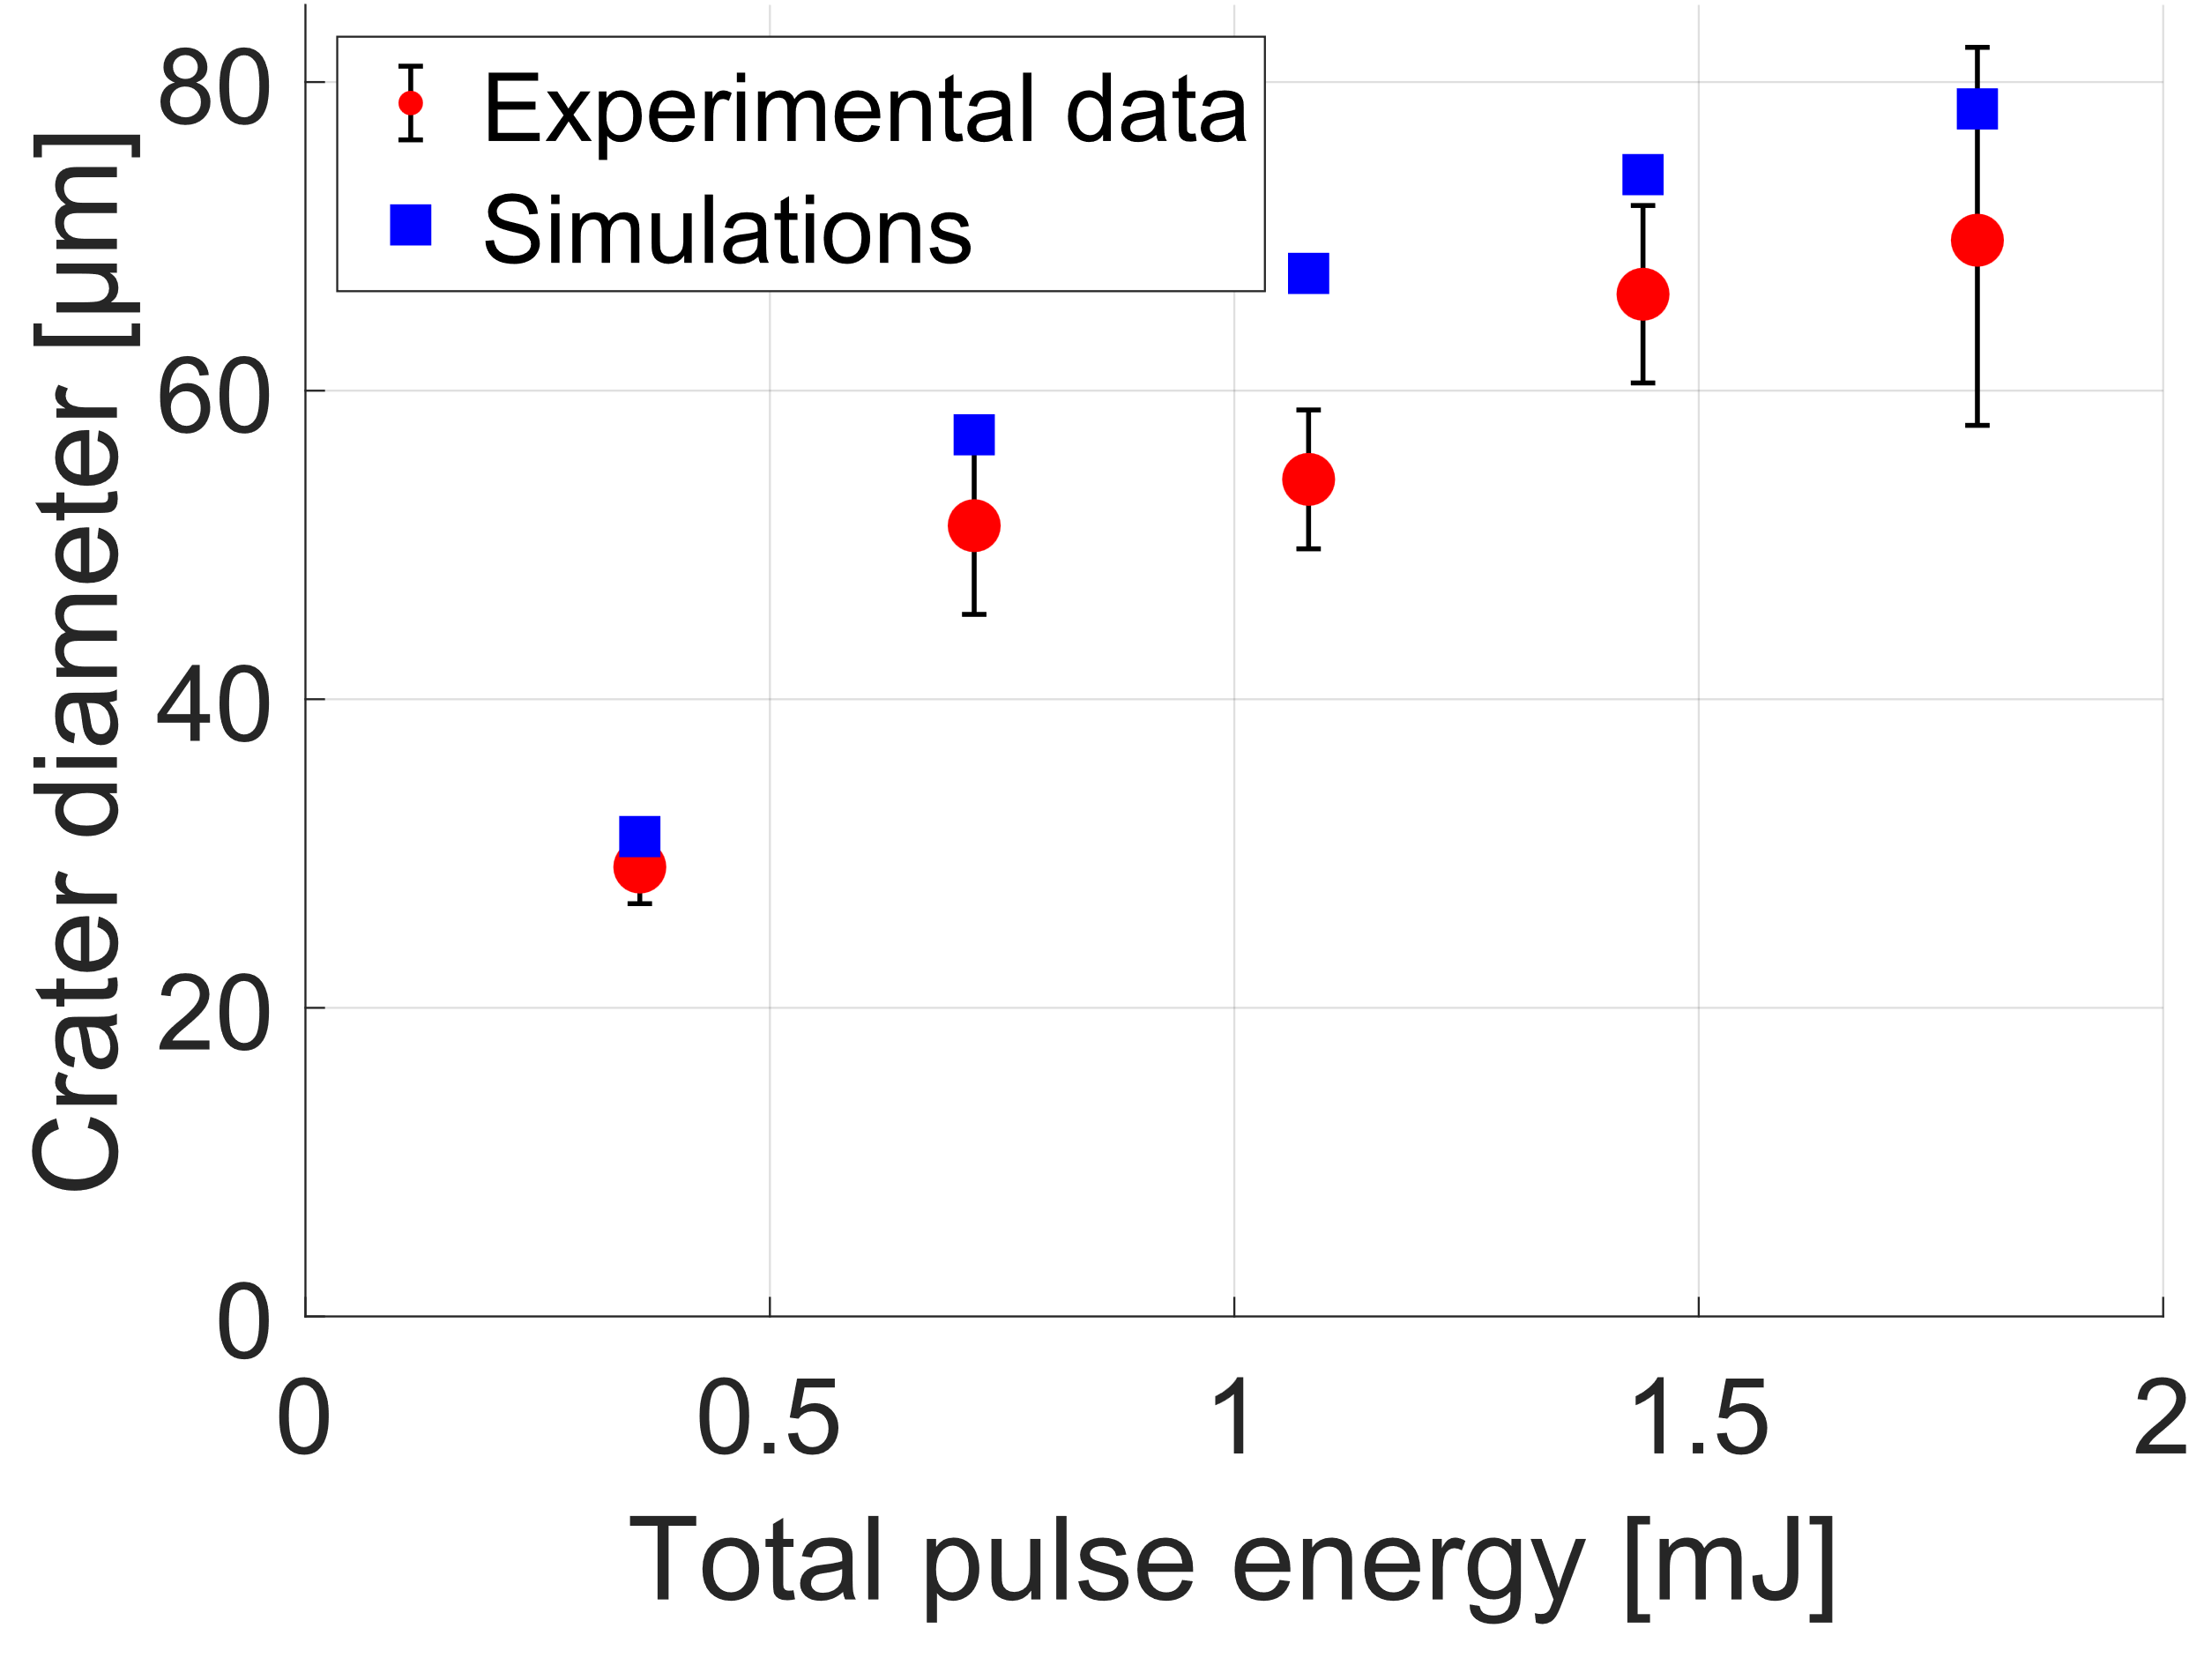 Experimental data
Simulations
Crater diameter [µm]
80
60
40
20
0
0 0.5 1 1.5 2
Total pulse energy [mJ]